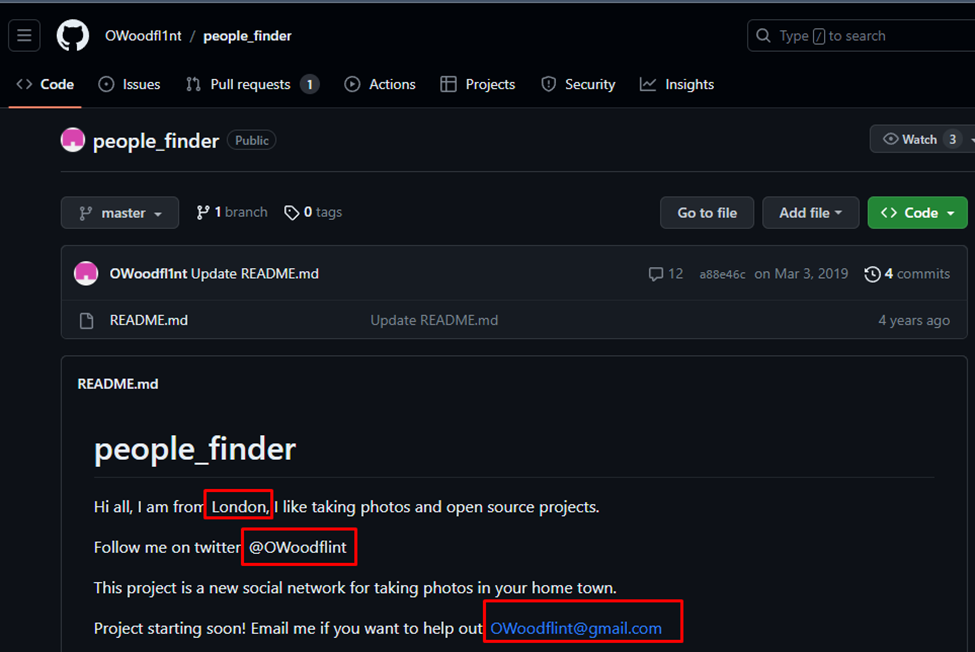 OWoodfl1nt / people_finder
Type / to search
Code Issues Pull requests 1 Actions Projects Security Insights
people_finder Public
Watch 3
master 1 branch 0 tags Go to file Add file Code
OWoodfl1nt Update README.md 12 a88e46c on Mar 3, 2019 4 commits
README.md Update README.md 4 years ago
README.md
people_finder
Hi all, I am from London, I like taking photos and open source projects.
Follow me on twitter @OWoodflint
This project is a new social network for taking photos in your home town.
Project starting soon! Email me if you want to help out OWoodflint@gmail.com